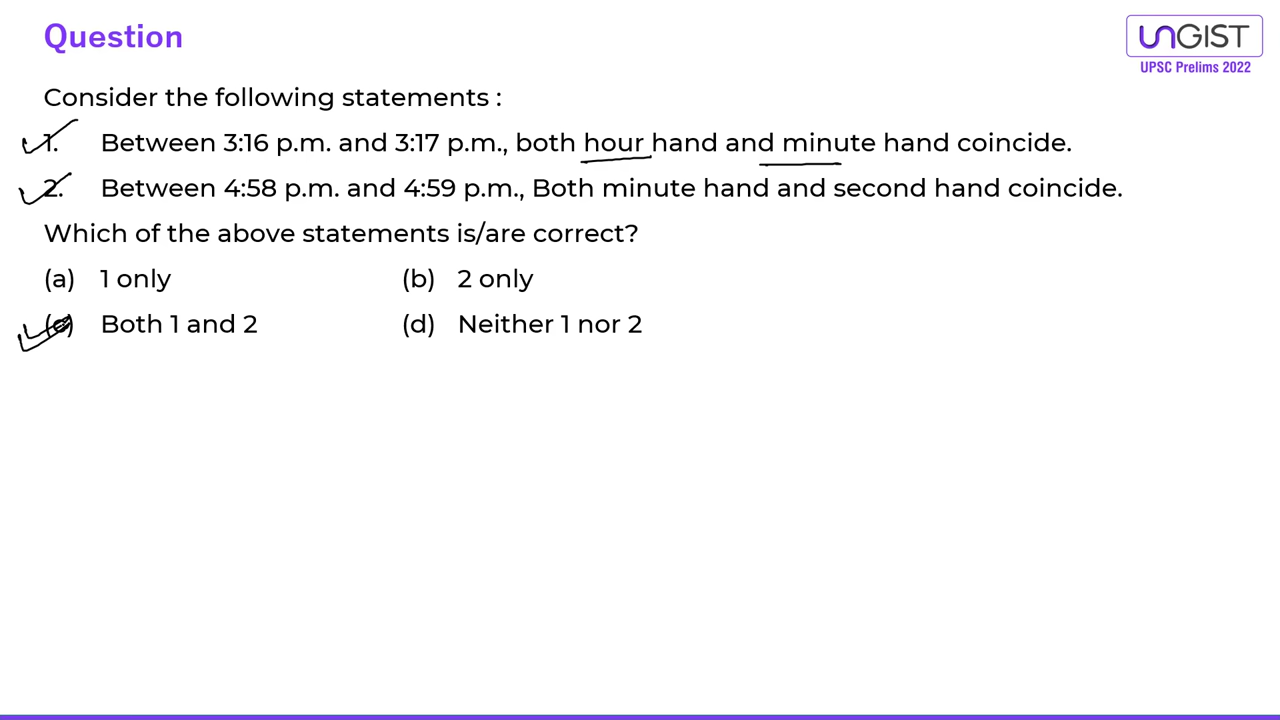 Question
UnGIST
UPSC Prelims 2022
Consider the following statements :
1. Between 3:16 p.m. and 3:17 p.m., both hour hand and minute hand coincide.
2. Between 4:58 p.m. and 4:59 p.m., Both minute hand and second hand coincide.
Which of the above statements is/are correct?
(a) 1 only (b) 2 only
(c) Both 1 and 2 (d) Neither 1 nor 2